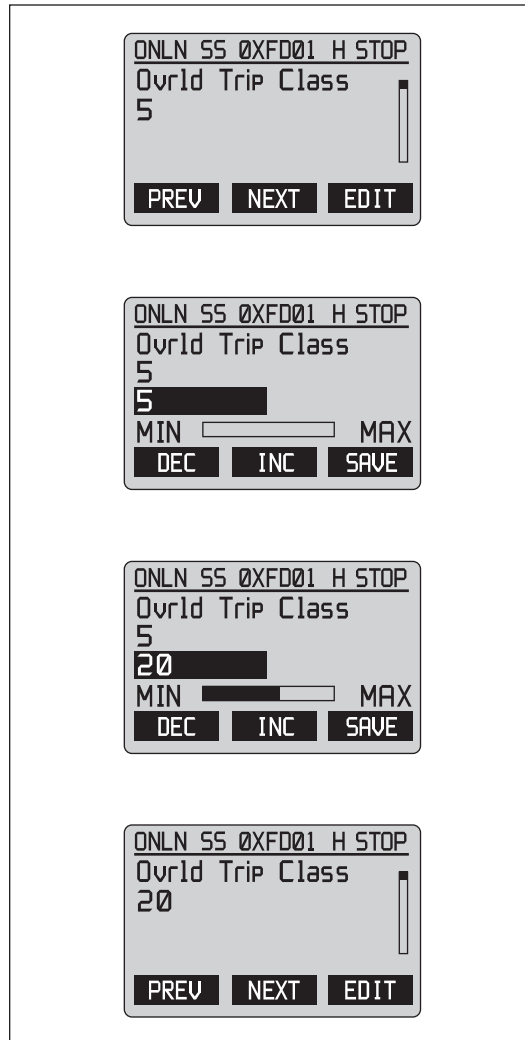 ONLN SS 0XFD01 H STOP
Ovrld Trip Class
5
PREV NEXT EDIT
ONLN SS 0XFD01 H STOP
Ovrld Trip Class
5
5
MIN MAX
DEC INC SAVE
ONLN SS 0XFD01 H STOP
Ovrld Trip Class
5
20
MIN MAX
DEC INC SAVE
ONLN SS 0XFD01 H STOP
Ovrld Trip Class
20
PREV NEXT EDIT